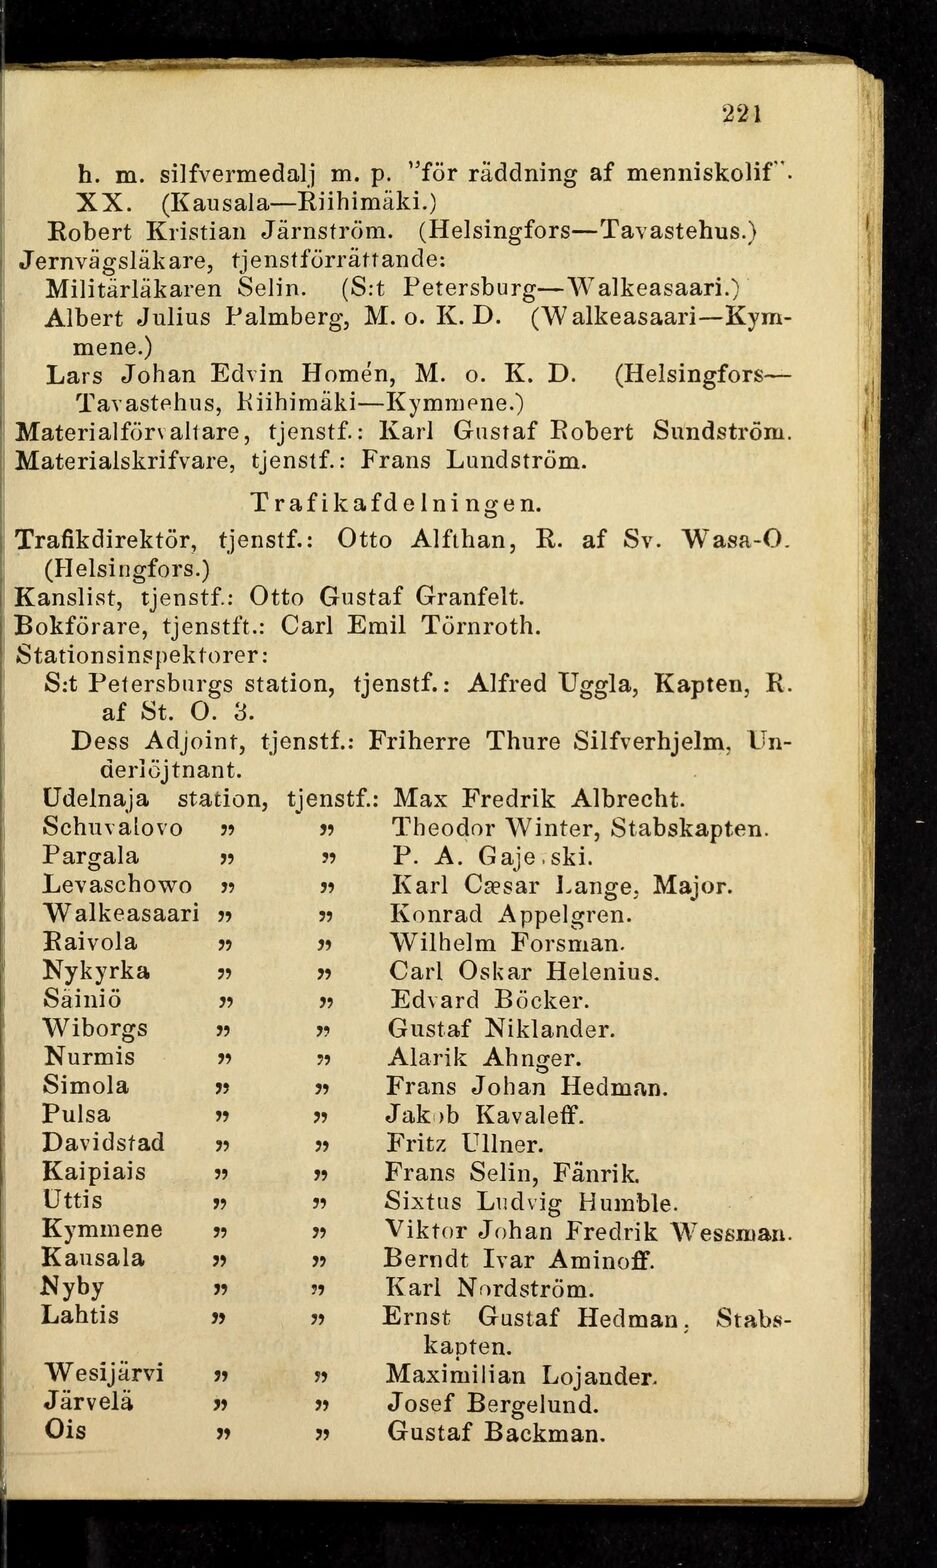 221
h. m. silfvermedalj m. p. ”för räddning af menniskolif”.
XX. (Kausala—Riihimäki.)
Robert Kristian Järnström. (Helsingfors—Tavastehus.)
Jernvägsläkare, tjenstförrättande:
Militärläkaren Selin. (S:t Petersburg—Walkeasaari.)
Albert Julius Palmberg, M. o. K. D. (Walkeasaari—Kym-
mene.)
Lars Johan Edvin Homén, M. o. K. D. (Helsingfors—
Tavastehus, Riihimäki—Kymmene.)
Materialförvaltare, tjenstf.: Karl Gustaf Robert Sundström.
Materialskrifvare, tjenstf.: Frans Lundström.
Trafikafdelningen.
Trafikdirektör, tjenstf.: Otto Alfthan, R. af Sv. Wasa-O.
(Helsingfors.)
Kanslist, tjenstf.: Otto Gustaf Granfelt.
Bokförare, tjenstft.: Carl Emil Törnroth.
Stationsinspektorer:
S:t Petersburgs station, tjenstf.: Alfred Uggla, Kapten, R.
af St. O. 3.
Dess Adjoint, tjenstf.: Friherre Thure Silfverhjelm, Un-
derlöjtnant.
Udelnaja station, tjenstf.: Max Fredrik Albrecht.
Schuvalovo ” ” Theodor Winter, Stabskapten.
Pargala ” ” P. A. Gajevski.
Levaschowo ” ” Karl Cæsar Lange, Major.
Walkeasaari ” ” Konrad Appelgren.
Raivola ” ” Wilhelm Forsman.
Nykyrka ” ” Carl Oskar Helenius.
Säiniö ” ” Edvard Böcker.
Wiborgs ” ” Gustaf Niklander.
Nurmis ” ” Alarik Ahnger.
Simola ” ” Frans Johan Hedman.
Pulsa ” ” Jakob Kavaleff.
Davidstad ” ” Fritz Ullner.
Kaipiais ” ” Frans Selin, Fänrik.
Uttis ” ” Sixtus Ludvig Humble.
Kymmene ” ” Viktor Johan Fredrik Wessman.
Kausala ” ” Berndt Ivar Aminoff.
Nyby ” ” Karl Nordström.
Lahtis ” ” Ernst Gustaf Hedman, Stabs-
kapten.
Wesijärvi ” ” Maximilian Lojander.
Järvelä ” ” Josef Bergelund.
Ois ” ” Gustaf Backman.